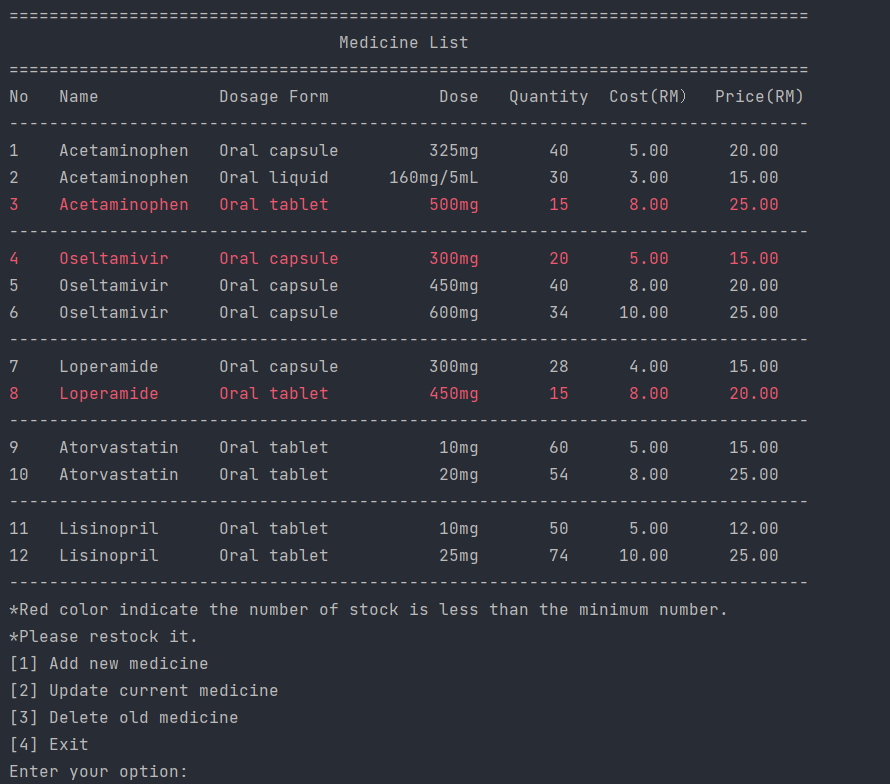 ================================================================================
                                 Medicine List
================================================================================
No   Name            Dosage Form           Dose   Quantity  Cost(RM)   Price(RM)
--------------------------------------------------------------------------------
1    Acetaminophen   Oral capsule         325mg       40      5.00      20.00
2    Acetaminophen   Oral liquid      160mg/5mL       30      3.00      15.00
3    Acetaminophen   Oral tablet          500mg       15      8.00      25.00
--------------------------------------------------------------------------------
4    Oseltamivir     Oral capsule         300mg       20      5.00      15.00
5    Oseltamivir     Oral capsule         450mg       40      8.00      20.00
6    Oseltamivir     Oral capsule         600mg       34     10.00      25.00
--------------------------------------------------------------------------------
7    Loperamide      Oral capsule         300mg       28      4.00      15.00
8    Loperamide      Oral tablet          450mg       15      8.00      20.00
--------------------------------------------------------------------------------
9    Atorvastatin    Oral tablet           10mg       60      5.00      15.00
10   Atorvastatin    Oral tablet           20mg       54      8.00      25.00
--------------------------------------------------------------------------------
11   Lisinopril      Oral tablet           10mg       50      5.00      12.00
12   Lisinopril      Oral tablet           25mg       74     10.00      25.00
--------------------------------------------------------------------------------
*Red color indicate the number of stock is less than the minimum number.
*Please restock it.
[1] Add new medicine
[2] Update current medicine
[3] Delete old medicine
[4] Exit
Enter your option: